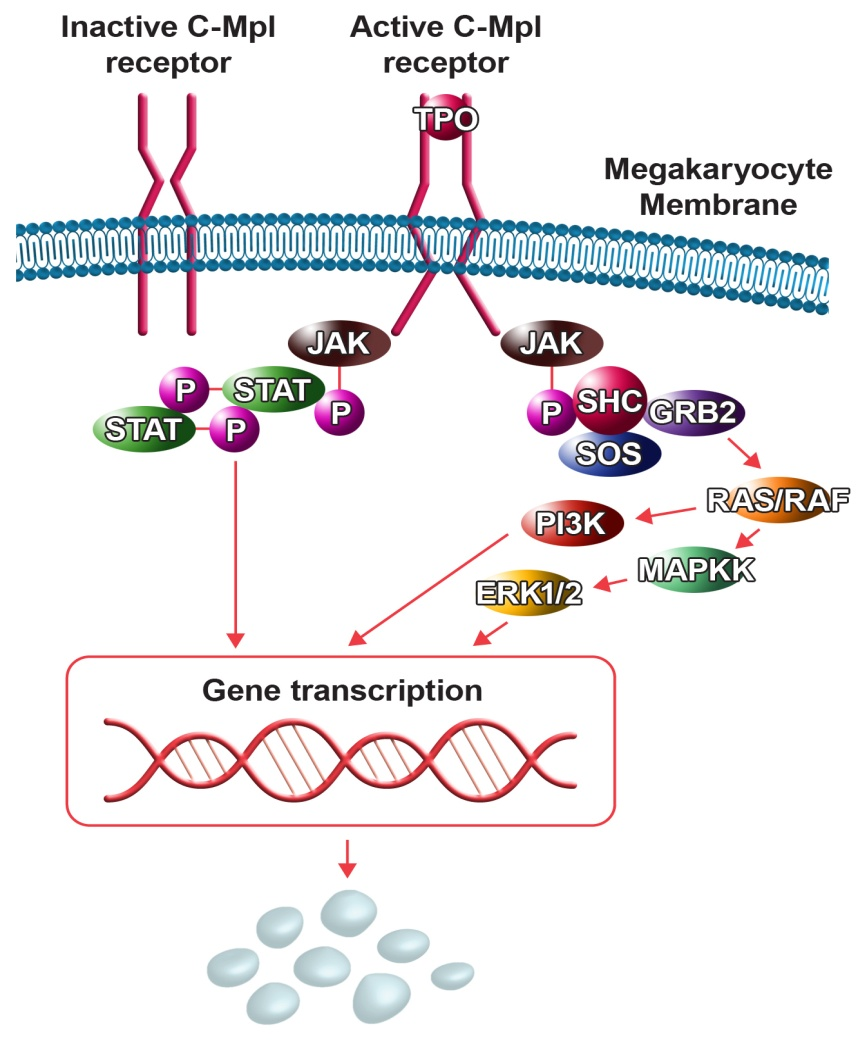 Inactive C-Mpl
receptor
Active C-Mpl
receptor
TPO
Megakaryocyte
Membrane
JAK
JAK
P
STAT
P
P
SHC
GRB2
STAT
P
SOS
RAS/RAF
PI3K
MAPKK
ERK1/2
Gene transcription